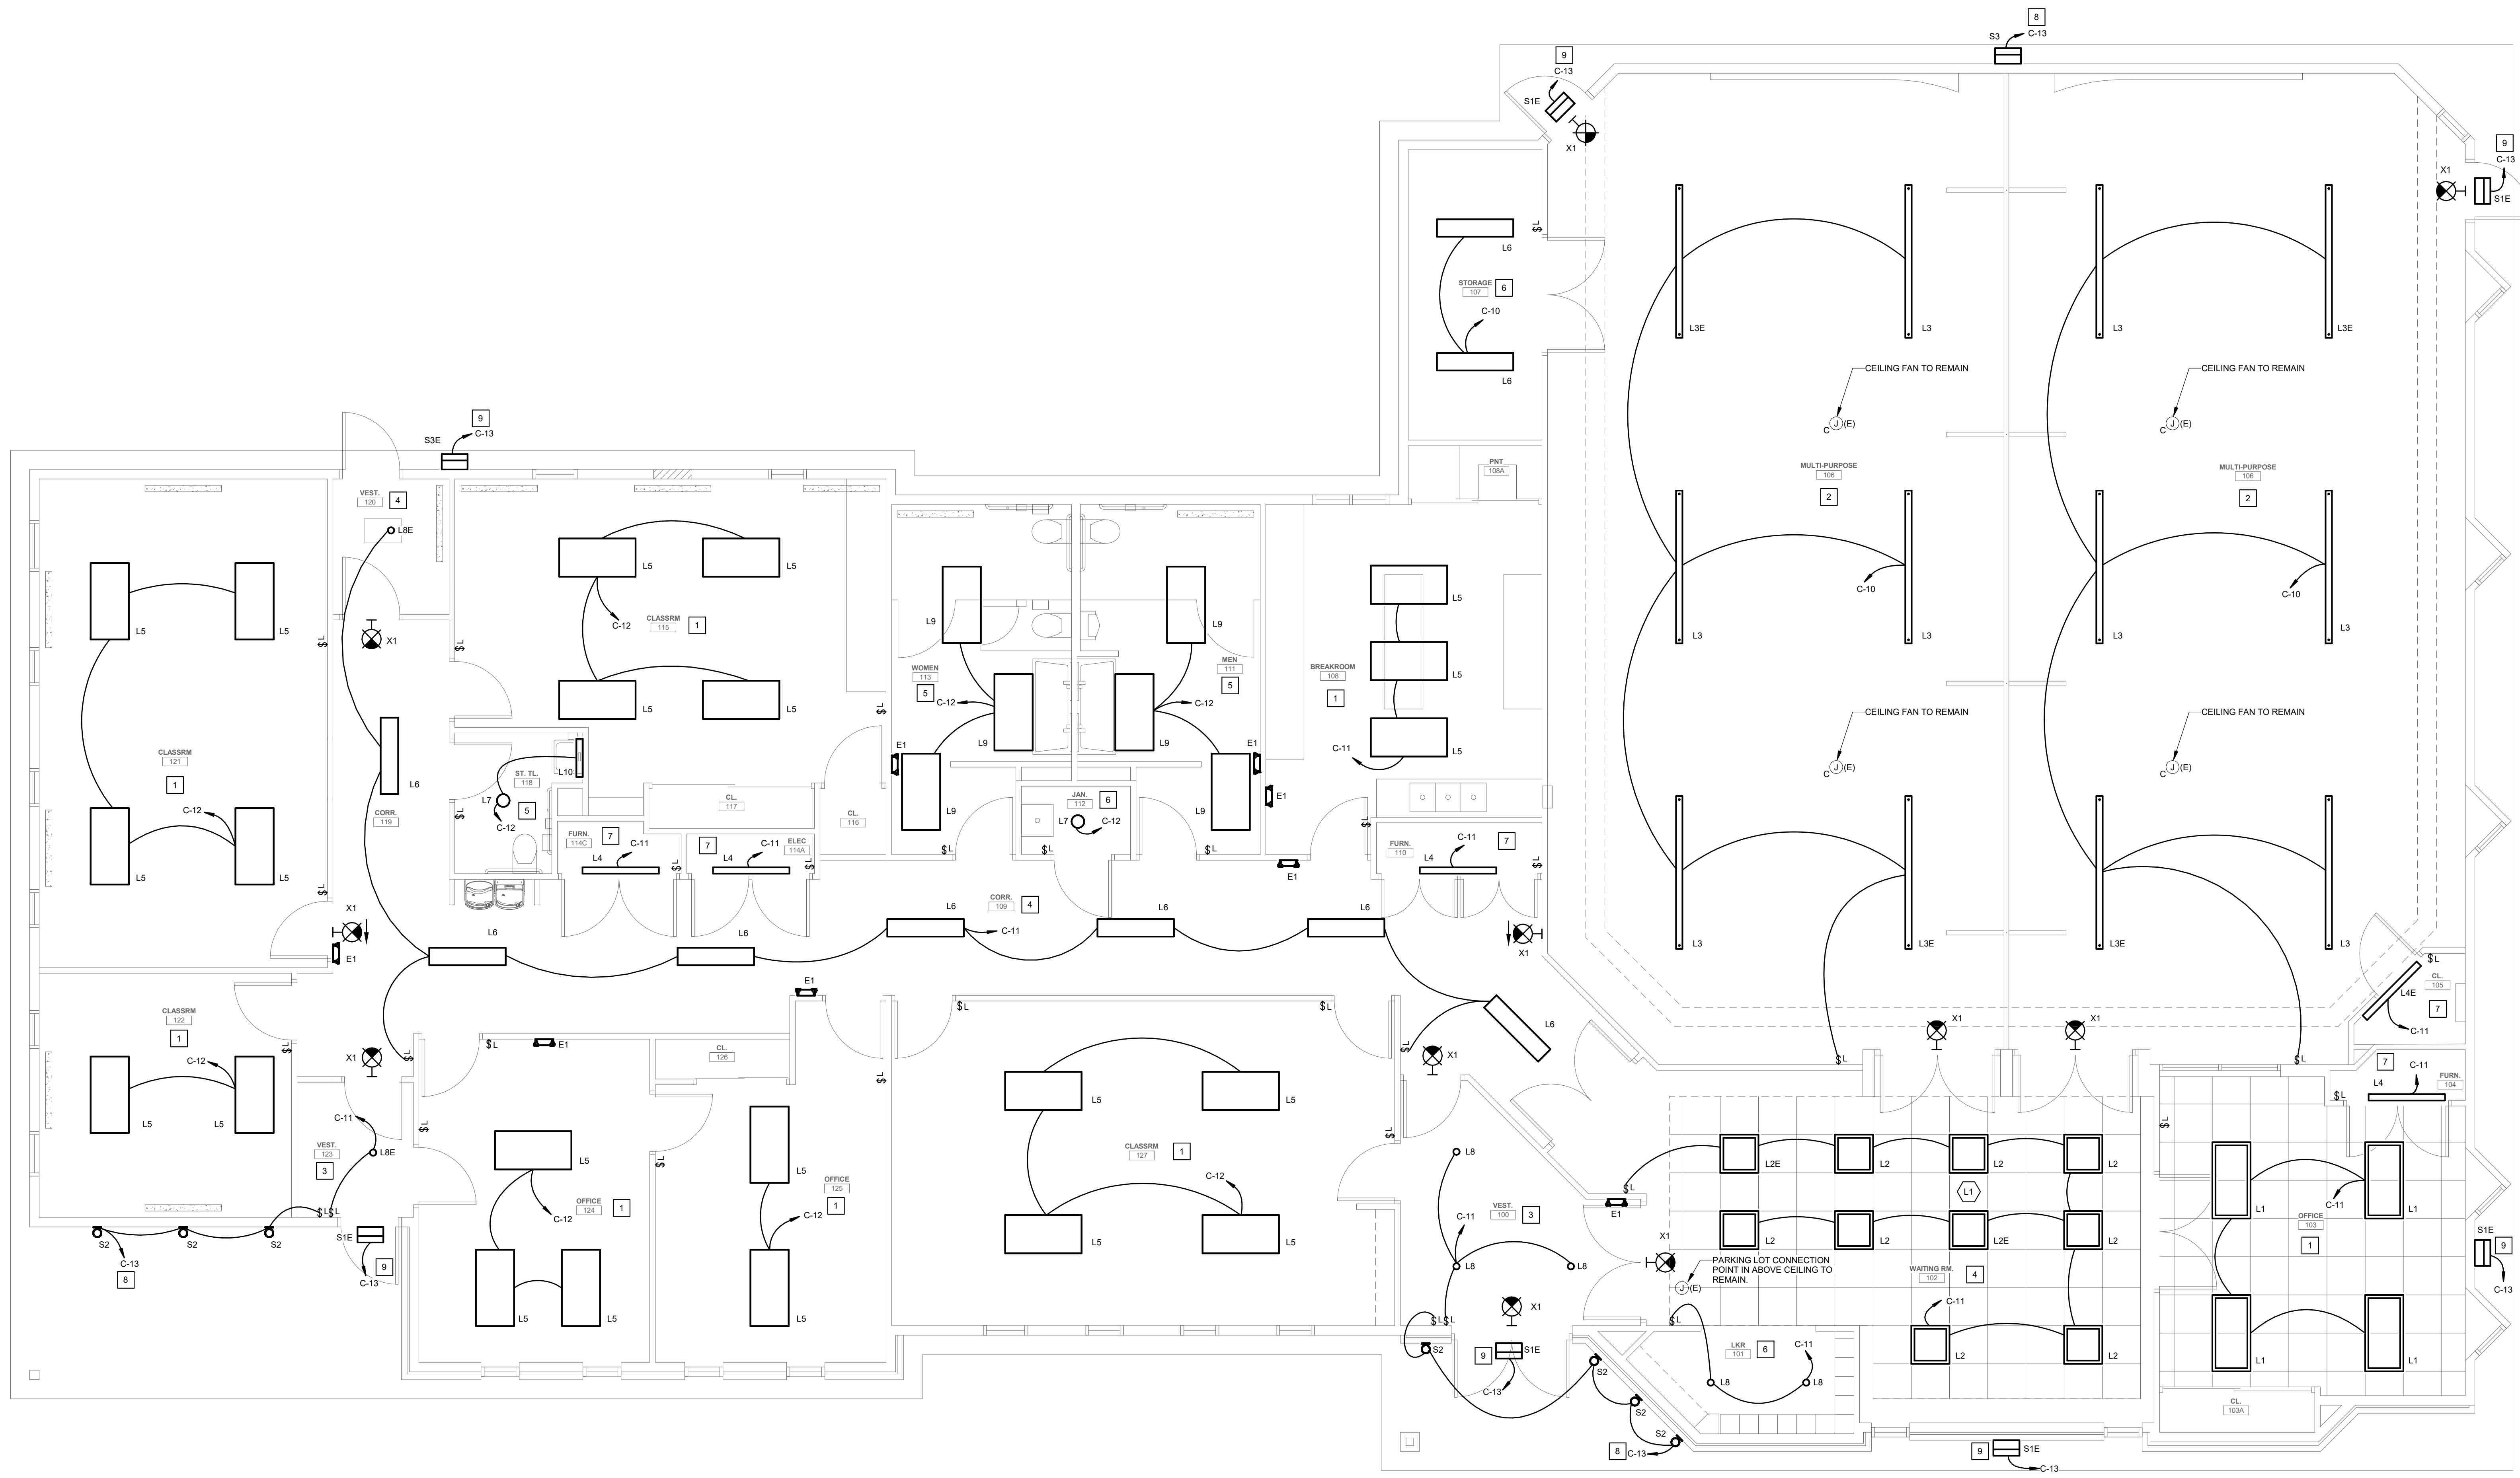 8
S3
C-13
9
C-13
S1E
X1
9
C-13
X1
S1E
$L
L6
STORAGE
107
6
C-10
L6
L3E
L3
L3
L3E
CEILING FAN TO REMAIN
CEILING FAN TO REMAIN
C
J
(E)
C
J
(E)
9
S3E
C-13
MULTI-PURPOSE
106
2
MULTI-PURPOSE
106
2
PNT
108A
VEST.
120
4
L8E
L5
L5
C-10
C-10
L5
L5
C-12
CLASSRM
115
1
L5
L9
L9
X1
$L
$L
L3
L3
L3
L3
WOMEN
113
5
C-12
MEN
111
5
C-12
BREAKROOM
108
1
L5
L5
L5
$L
CEILING FAN TO REMAIN
CEILING FAN TO REMAIN
C
J
(E)
C
J
(E)
L9
L9
E1
E1
C-11
L5
CLASSRM
121
1
L6
L10
ST. TL.
118
L7
5
C-12
CL.
117
CL.
116
JAN.
112
6
L7
C-12
E1
L9
L9
C-12
CORR.
119
$L
FURN.
114C
7
C-11
L4
7
C-11
L4
ELEC
114A
$L
$L
$L
$L
$L
$L
FURN.
110
C-11
7
L4
$L
E1
L5
L5
$L
CORR.
109
4
C-11
L6
L6
L6
X1
E1
L6
L6
X1
L3
L3E
L3E
L3
$L
CL.
105
L4E
7
C-11
E1
$L
$L
L6
CLASSRM
122
1
C-12
$L
X1
$L
$L
E1
CL.
126
$L
$L
X1
X1
X1
$L
$L
7
C-11
FURN.
104
L4
$L
L5
L5
C-11
VEST.
123
3
L8E
$L
$L
L5
$L
L5
L5
L5
CLASSRM
127
1
C-12
$L
L8
L2E
L2
L2
L2
$L
L1
$L
E1
OFFICE
124
1
C-12
OFFICE
125
1
C-12
L5
L5
C-11
VEST.
100
3
L8
L8
L2
L2
L2E
L2
L1
C-11
L1
OFFICE
103
1
$L$L
S2
S2
S2
C-13
8
S1E
9
C-13
X1
PARKING LOT CONNECTION
POINT IN ABOVE CEILING TO
REMAIN.
J
(E)
WAITING RM.
102
4
S1E
9
C-13
L5
L5
L5
X1
$L$L
$L
C-11
L2
L2
L1
L1
S2
9
S1E
C-13
S2
LKR
101
6
C-11
L8
L8
S2
S2
8
C-13
CL.
103A
9
S1E
C-13